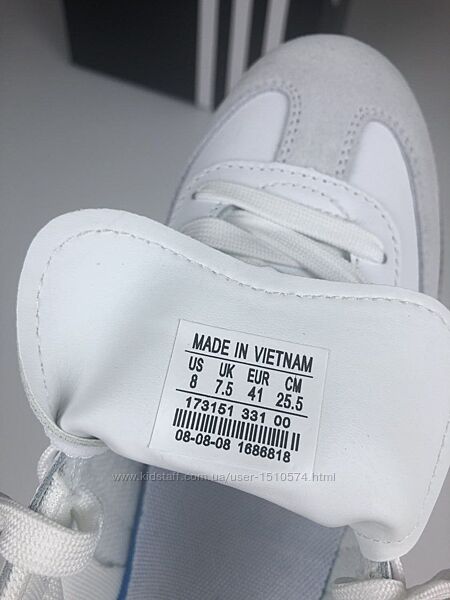 MADE IN VIETNAM
US UK EUR CM
8 7.5 41 25.5
173151 331 00
08-08-08 1686818
www.kidstaff.com.ua/user-1510574.html